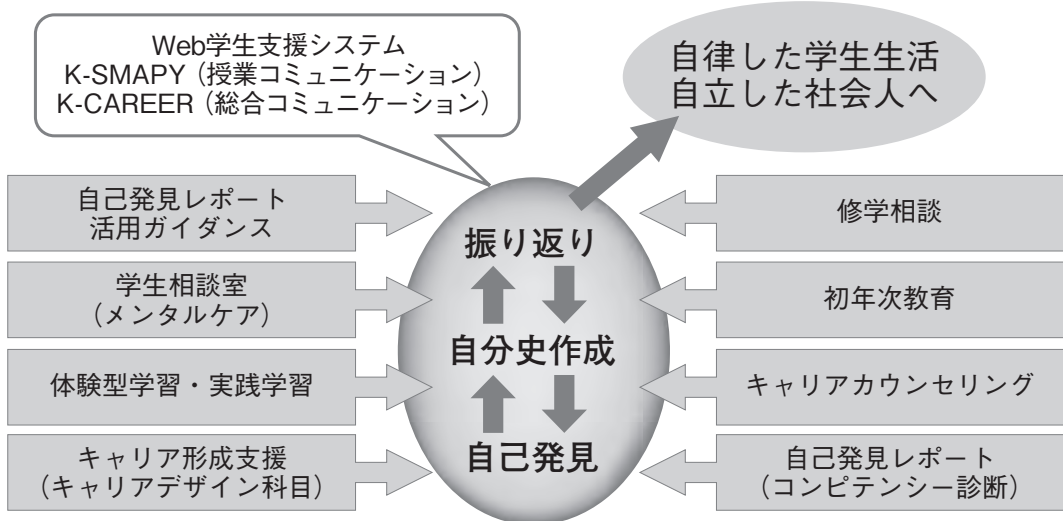 Web学生支援システム
K-SMAPY（授業コミュニケーション）
K-CAREER（総合コミュニケーション）
自律した学生生活
自立した社会人へ
自己発見レポート
活用ガイダンス
学生相談室
（メンタルケア）
体験型学習・実践学習
キャリア形成支援
（キャリアデザイン科目）
振り返り
自分史作成
自己発見
修学相談
初年次教育
キャリアカウンセリング
自己発見レポート
（コンピテンシー診断）